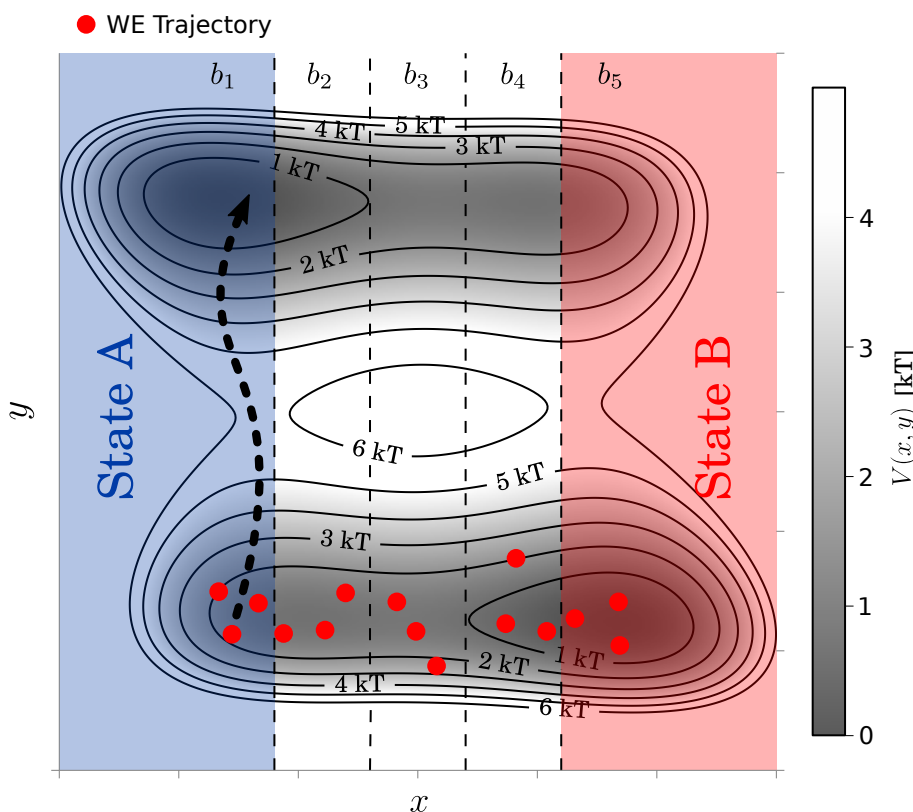 WE Trajectory
b₁ b₂ b₃ b₄ b₅
4 kT 5 kT
3 kT
1 kT
2 kT
State A
State B
y
6 kT
5 kT
3 kT
2 kT 1 kT
4 kT
6 kT
x
4
3
2
1
0
V(x, y) [kT]